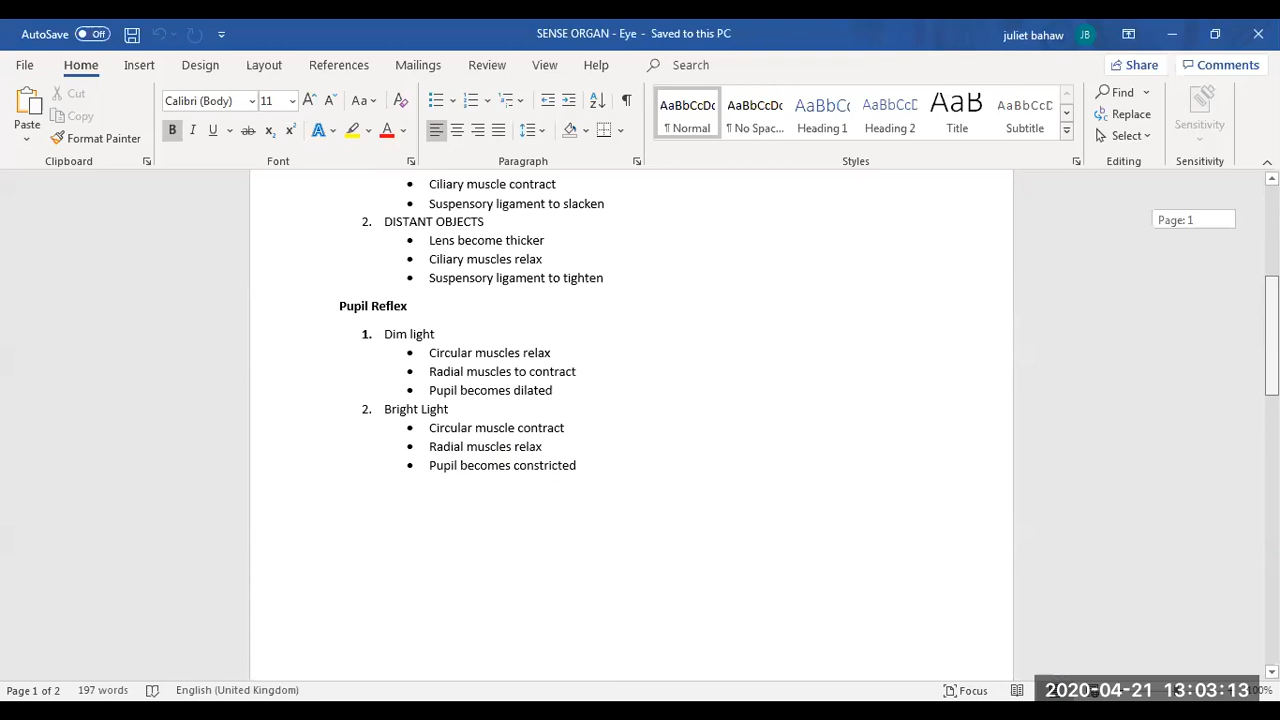 AutoSave Off SENSE ORGAN - Eye - Saved to this PC juliet bahaw JB
File Home Insert Design Layout References Mailings Review View Help Search Share Comments
Paste Cut Copy Format Painter
Calibri (Body) 11
AaBbCcDc AaBbCcDc AaBbCc AaBbCcD AaB AaBbCcD
¶ Normal ¶ No Spac... Heading 1 Heading 2 Title Subtitle
Find Replace Select Sensitivity
Clipboard Font Paragraph Styles Editing Sensitivity
• Ciliary muscle contract
• Suspensory ligament to slacken
2. DISTANT OBJECTS
• Lens become thicker
• Ciliary muscles relax
• Suspensory ligament to tighten
Pupil Reflex
1. Dim light
• Circular muscles relax
• Radial muscles to contract
• Pupil becomes dilated
2. Bright Light
• Circular muscle contract
• Radial muscles relax
• Pupil becomes constricted
Page: 1
Page 1 of 2 197 words English (United Kingdom) Focus 100%
2020-04-21 13:03:13